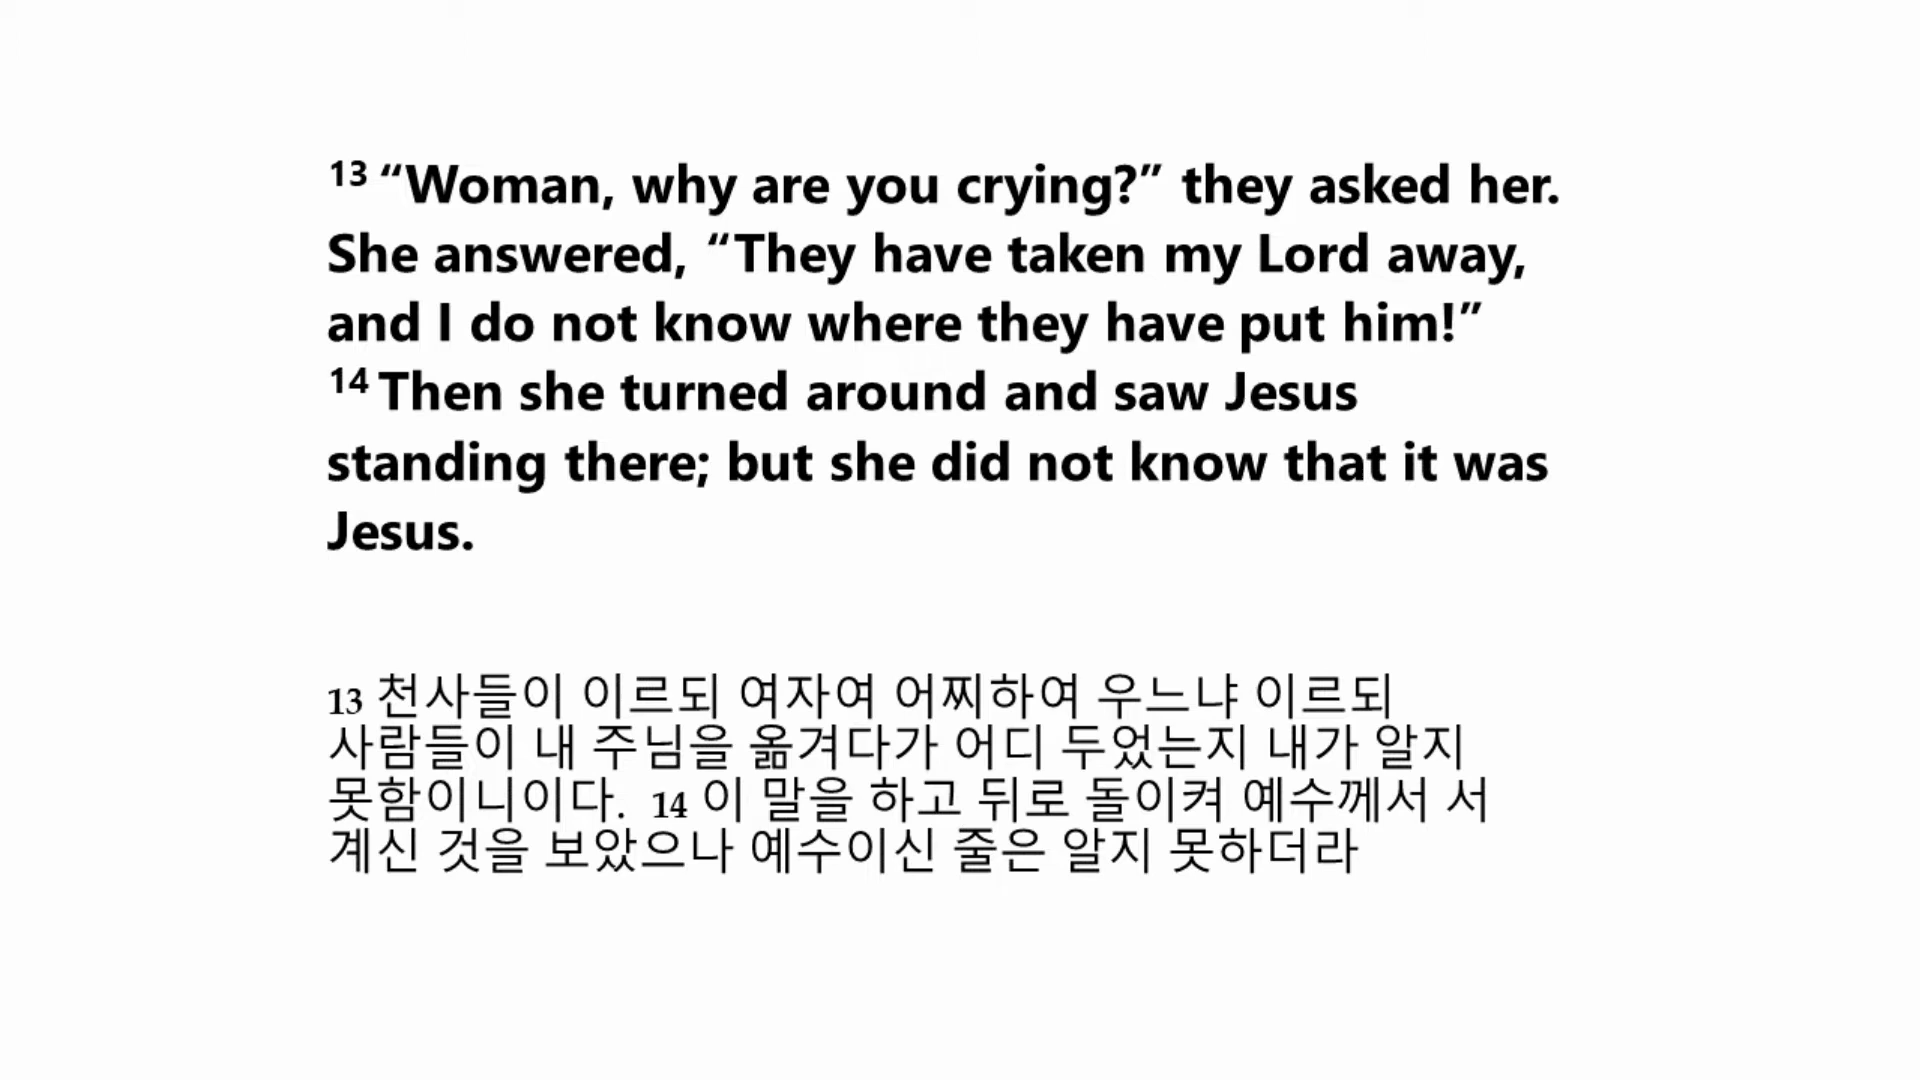 13 “Woman, why are you crying?” they asked her.
She answered, “They have taken my Lord away,
and I do not know where they have put him!”
14 Then she turned around and saw Jesus
standing there; but she did not know that it was
Jesus.
13 천사들이 이르되 여자여 어찌하여 우느냐 이르되
사람들이 내 주님을 옮겨다가 어디 두었는지 내가 알지
못함이니이다. 14 이 말을 하고 뒤로 돌이켜 예수께서 서
계신 것을 보았으나 예수이신 줄은 알지 못하더라